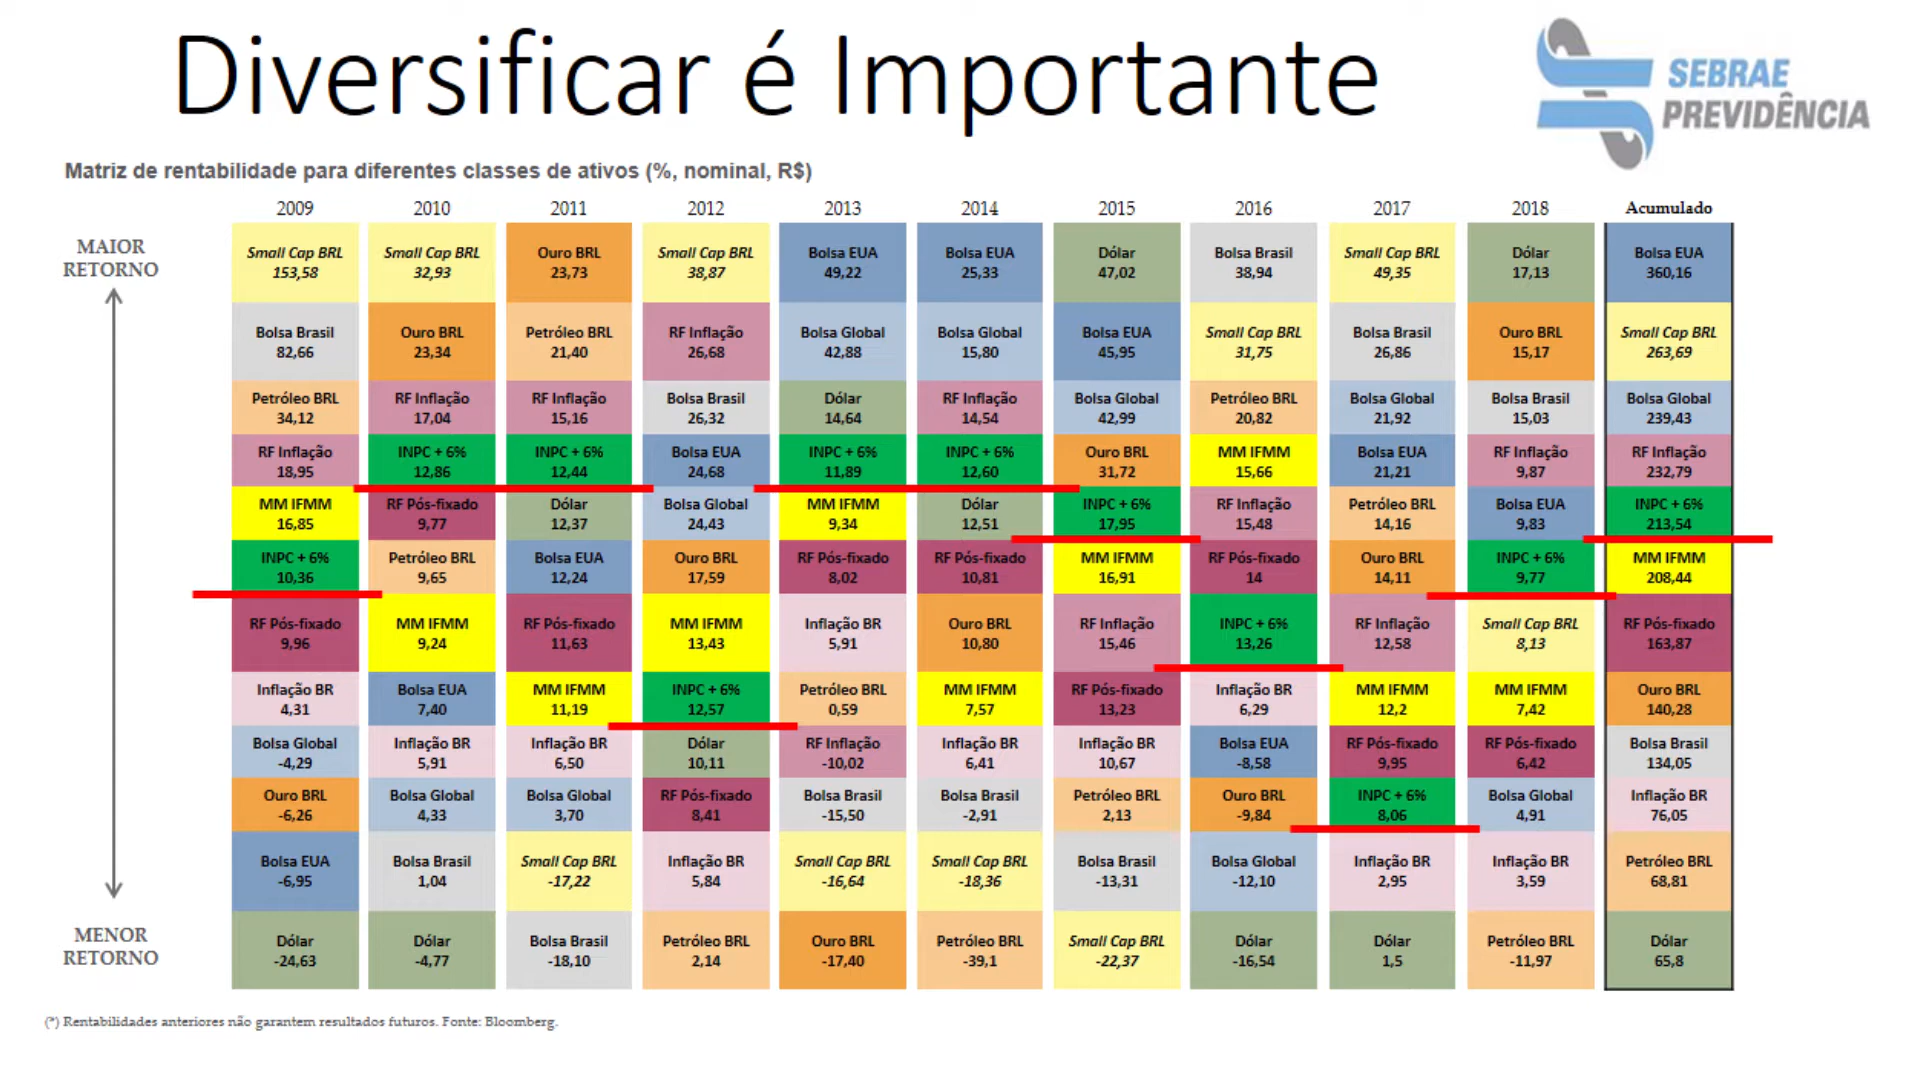 Diversificar é Importante
SEBRAE
PREVIDÊNCIA
Matriz de rentabilidade para diferentes classes de ativos (%, nominal, R$)
2009 2010 2011 2012 2013 2014 2015 2016 2017 2018 Acumulado
MAIOR
RETORNO
Small Cap BRL Small Cap BRL Ouro BRL Small Cap BRL Bolsa EUA Bolsa EUA Dólar Bolsa Brasil Small Cap BRL Dólar Bolsa EUA
153,58 32,93 23,73 38,87 49,22 25,33 47,02 38,94 49,35 17,13 360,16
Bolsa Brasil Ouro BRL Petróleo BRL RF Inflação Bolsa Global Bolsa Global Bolsa EUA Small Cap BRL Bolsa Brasil Ouro BRL Small Cap BRL
82,66 23,34 21,40 26,68 42,88 15,80 45,95 31,75 26,86 15,17 263,69
Petróleo BRL RF Inflação RF Inflação Bolsa Brasil Dólar RF Inflação Bolsa Global Petróleo BRL Bolsa Global Bolsa Brasil Bolsa Global
34,12 17,04 15,16 26,32 14,64 14,54 42,99 20,82 21,92 15,03 239,43
RF Inflação INPC + 6% INPC + 6% Bolsa EUA INPC + 6% INPC + 6% Ouro BRL MM IFMM Bolsa EUA RF Inflação RF Inflação
18,95 12,86 12,44 24,68 11,89 12,60 31,72 15,66 21,21 9,87 232,79
MM IFMM RF Pós-fixado Dólar Bolsa Global MM IFMM Dólar INPC + 6% RF Inflação Petróleo BRL Bolsa EUA INPC + 6%
16,85 9,77 12,37 24,43 9,34 12,51 17,95 15,48 14,16 9,83 213,54
INPC + 6% Petróleo BRL Bolsa EUA Ouro BRL RF Pós-fixado RF Pós-fixado MM IFMM RF Pós-fixado Ouro BRL INPC + 6% MM IFMM
10,36 9,65 12,24 17,59 8,02 10,81 16,91 14 14,11 9,77 208,44
RF Pós-fixado MM IFMM RF Pós-fixado MM IFMM Inflação BR Ouro BRL RF Inflação INPC + 6% RF Inflação Small Cap BRL RF Pós-fixado
9,96 9,24 11,63 13,43 5,91 10,80 15,46 13,26 12,58 8,13 163,87
Inflação BR Bolsa EUA MM IFMM INPC + 6% Petróleo BRL MM IFMM RF Pós-fixado Inflação BR MM IFMM MM IFMM Ouro BRL
4,31 7,40 11,19 12,57 0,59 7,57 13,23 6,29 12,2 7,42 140,28
Bolsa Global Inflação BR Inflação BR Dólar RF Inflação Inflação BR Inflação BR Bolsa EUA RF Pós-fixado RF Pós-fixado Bolsa Brasil
-4,29 5,91 6,50 10,11 -10,02 6,41 10,67 -8,58 9,95 6,42 134,05
Ouro BRL Bolsa Global Bolsa Global RF Pós-fixado Bolsa Brasil Bolsa Brasil Petróleo BRL Ouro BRL INPC + 6% Bolsa Global Inflação BR
-6,26 4,33 3,70 8,41 -15,50 -2,91 2,13 -9,84 8,06 4,91 76,05
Bolsa EUA Bolsa Brasil Small Cap BRL Inflação BR Small Cap BRL Small Cap BRL Bolsa Brasil Bolsa Global Inflação BR Inflação BR Petróleo BRL
-6,95 1,04 -17,22 5,84 -16,64 -18,36 -13,31 -12,10 2,95 3,59 68,81
MENOR
RETORNO
Dólar Dólar Bolsa Brasil Petróleo BRL Ouro BRL Petróleo BRL Small Cap BRL Dólar Dólar Petróleo BRL Dólar
-24,63 -4,77 -18,10 2,14 -17,40 -39,1 -22,37 -16,54 1,5 -11,97 65,8
(*) Rentabilidades anteriores não garantem resultados futuros. Fonte: Bloomberg.